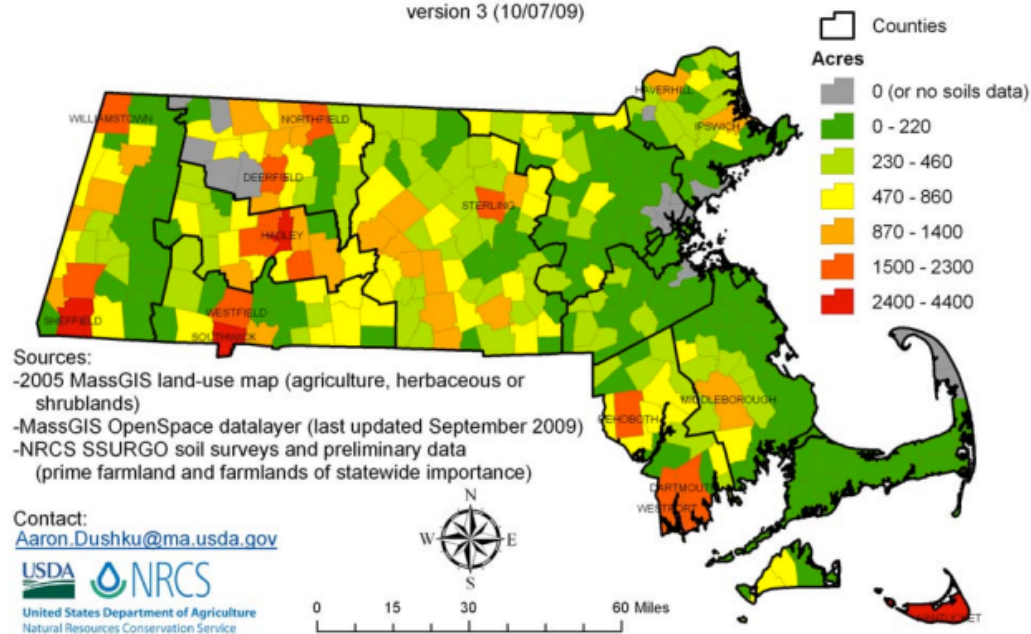 version 3 (10/07/09)
Counties
Acres
0 (or no soils data)
0 - 220
230 - 460
470 - 860
870 - 1400
1500 - 2300
2400 - 4400
WILLIAMSTOWN
NORTHFIELD
HAVERHILL
IPSWICH
DEERFIELD
STERLING
HADLEY
WESTFIELD
SHEFFIELD
SOUTHWICK
REHOBOTH
MIDDLEBOROUGH
DARTMOUTH
WESTPORT
NANTUCKET
Sources:
-2005 MassGIS land-use map (agriculture, herbaceous or
shrublands)
-MassGIS OpenSpace datalayer (last updated September 2009)
-NRCS SSURGO soil surveys and preliminary data
(prime farmland and farmlands of statewide importance)
Contact:
Aaron.Dushku@ma.usda.gov
N
W
E
S
USDA
NRCS
United States Department of Agriculture
Natural Resources Conservation Service
0 15 30 60 Miles